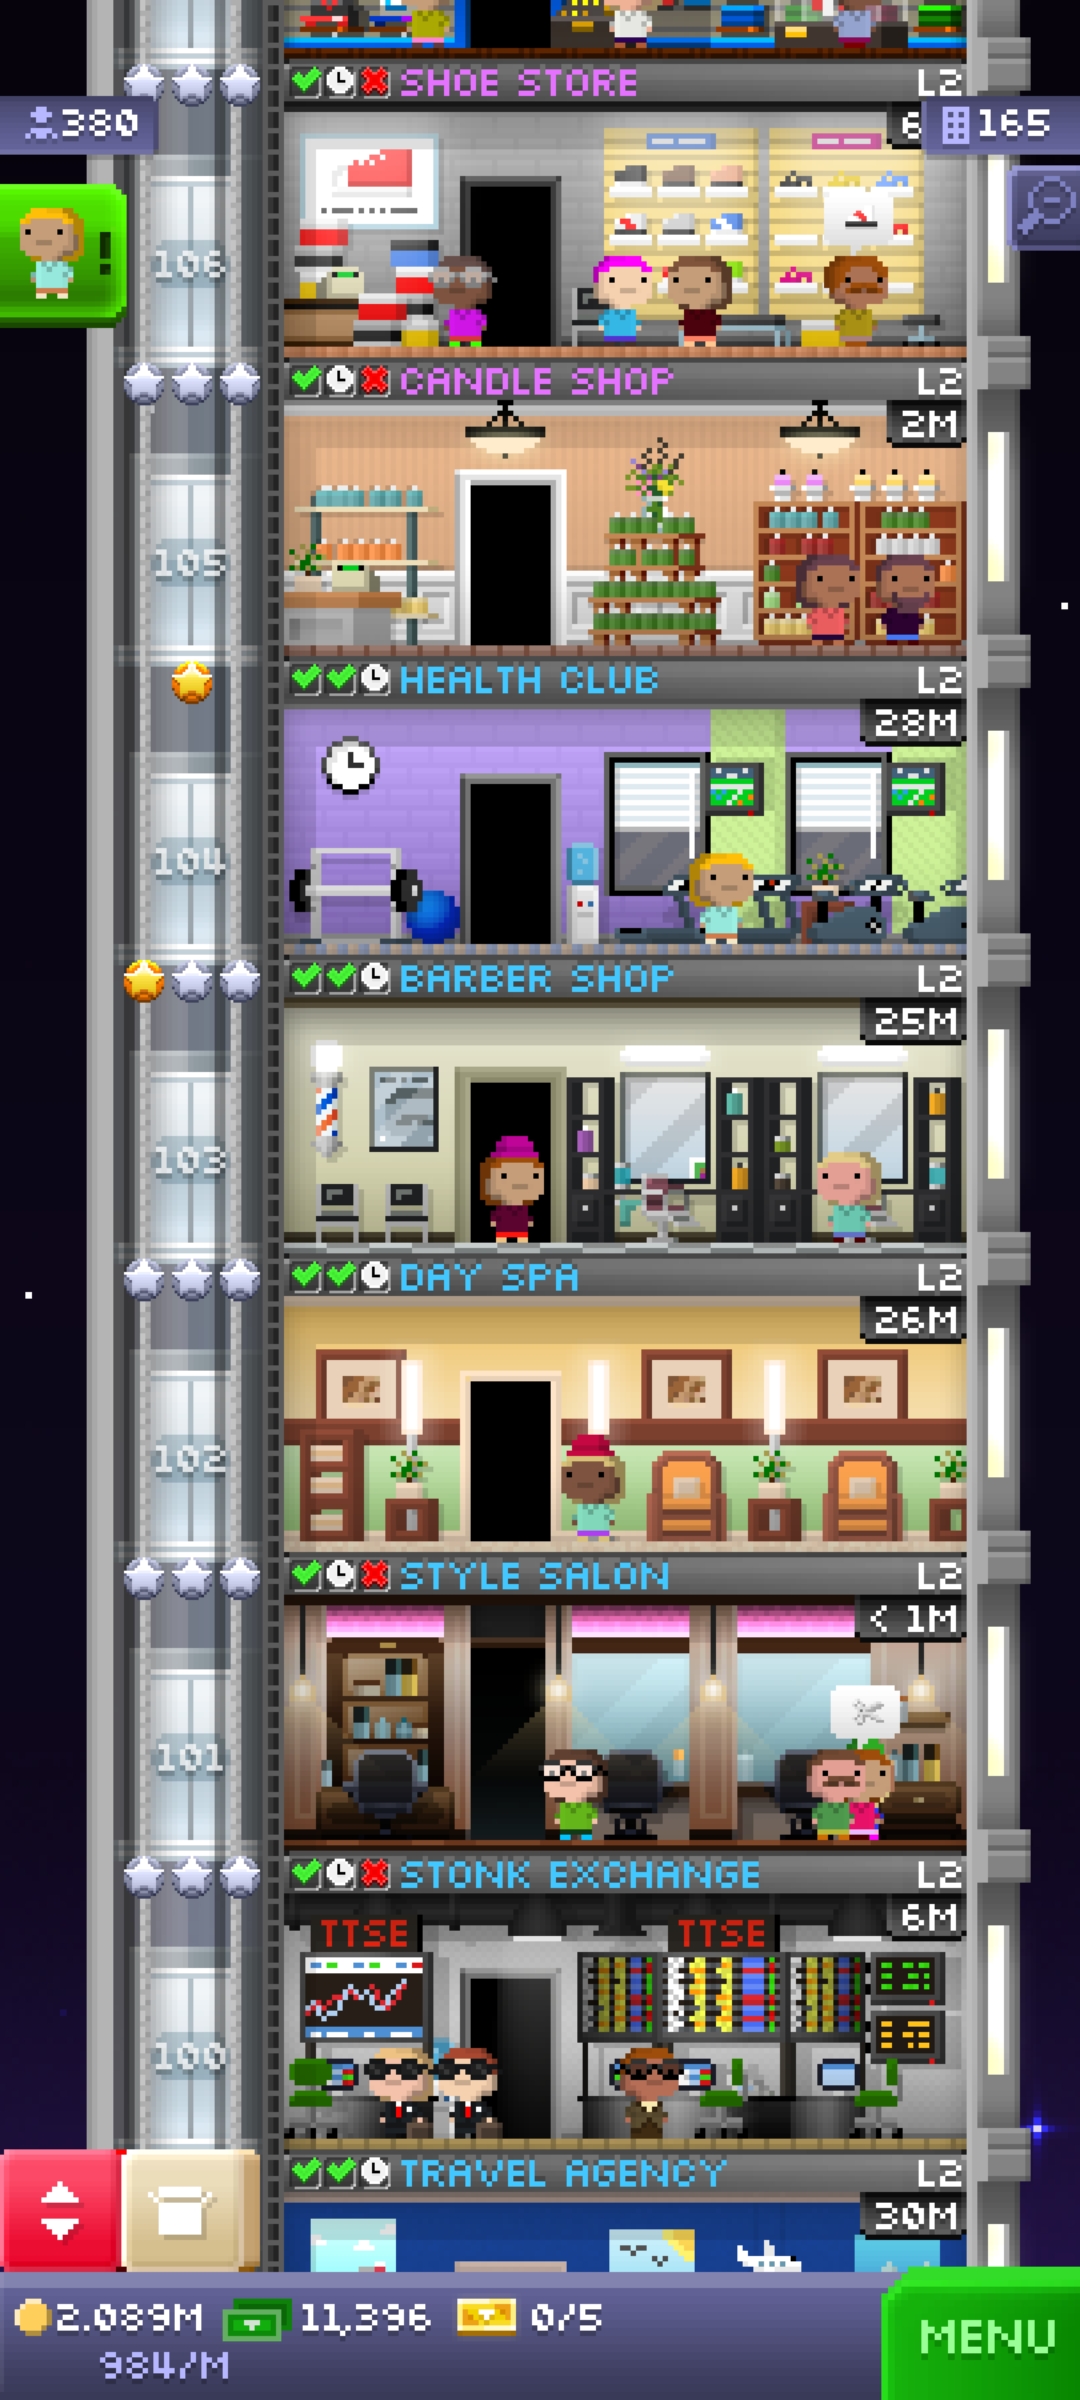 SHOE STORE L2
380
6
165
106
CANDLE SHOP L2
2M
105
HEALTH CLUB L2
28M
104
BARBER SHOP L2
25M
103
DAY SPA L2
26M
102
STYLE SALON L2
< 1M
101
STONK EXCHANGE L2
6M
TTSE TTSE
100
TRAVEL AGENCY L2
30M
2.089M 11,396 0/5
984/M
MENU